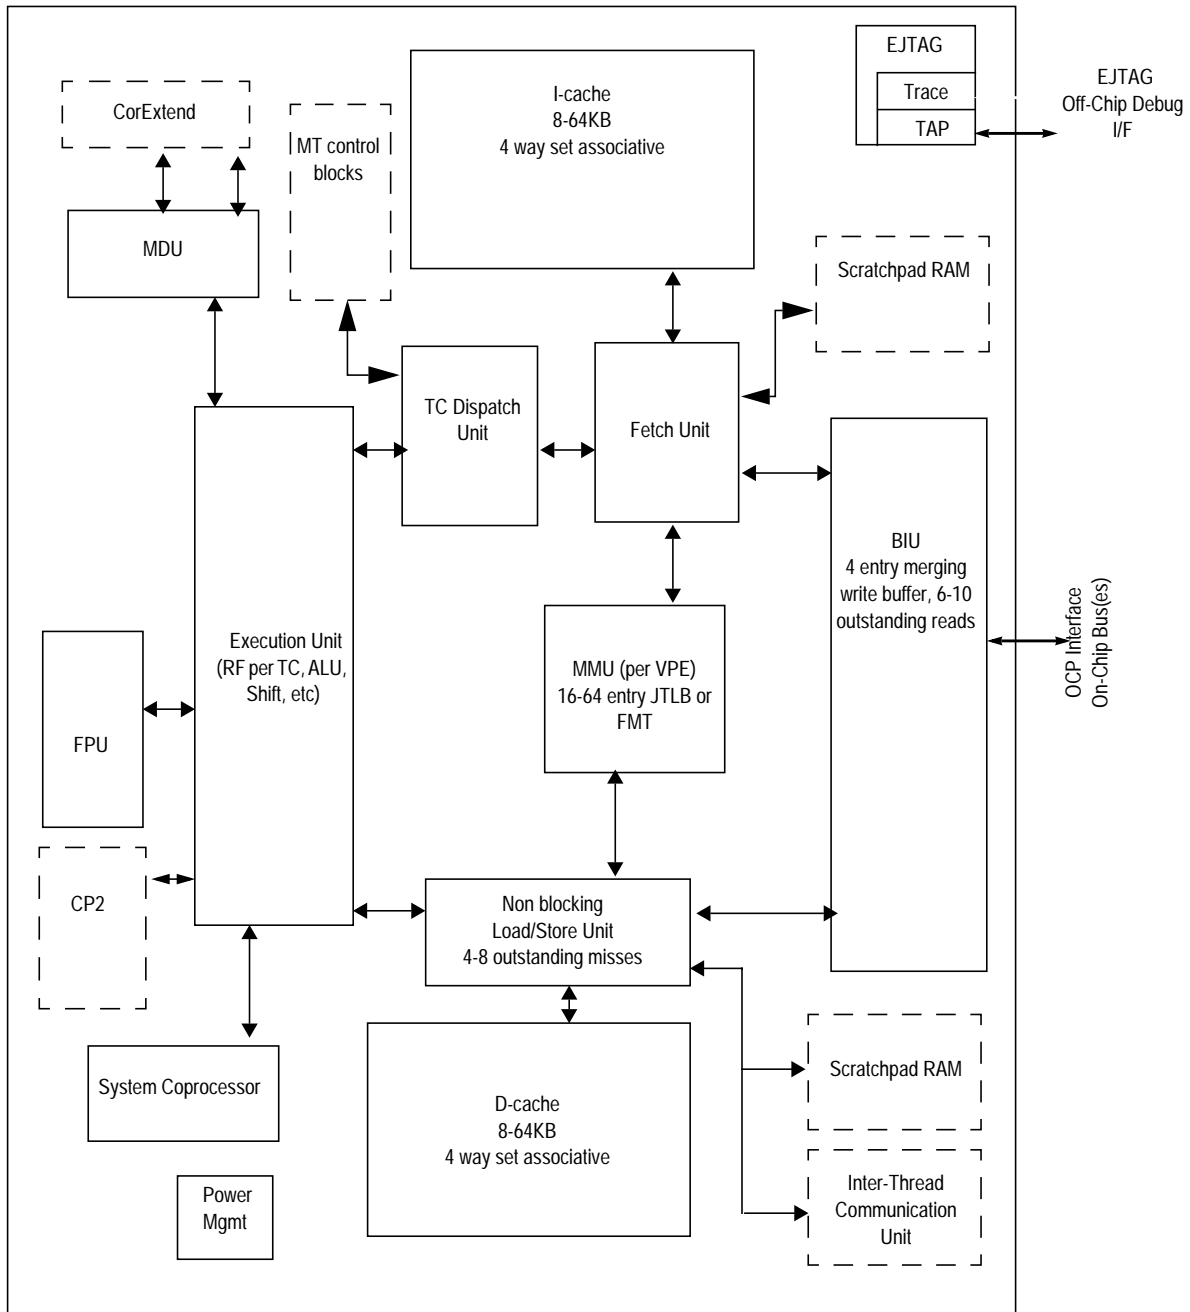 EJTAG
Trace
TAP
EJTAG
Off-Chip Debug
I/F
CorExtend
MT control
blocks
I-cache
8-64KB
4 way set associative
MDU
Scratchpad RAM
TC Dispatch
Unit
Fetch Unit
BIU
4 entry merging
write buffer, 6-10
outstanding reads
OCP Interface
On-Chip Bus(es)
Execution Unit
(RF per TC, ALU,
Shift, etc)
MMU (per VPE)
16-64 entry JTLB or
FMT
FPU
CP2
Non blocking
Load/Store Unit
4-8 outstanding misses
System Coprocessor
D-cache
8-64KB
4 way set associative
Scratchpad RAM
Inter-Thread
Communication
Unit
Power
Mgmt